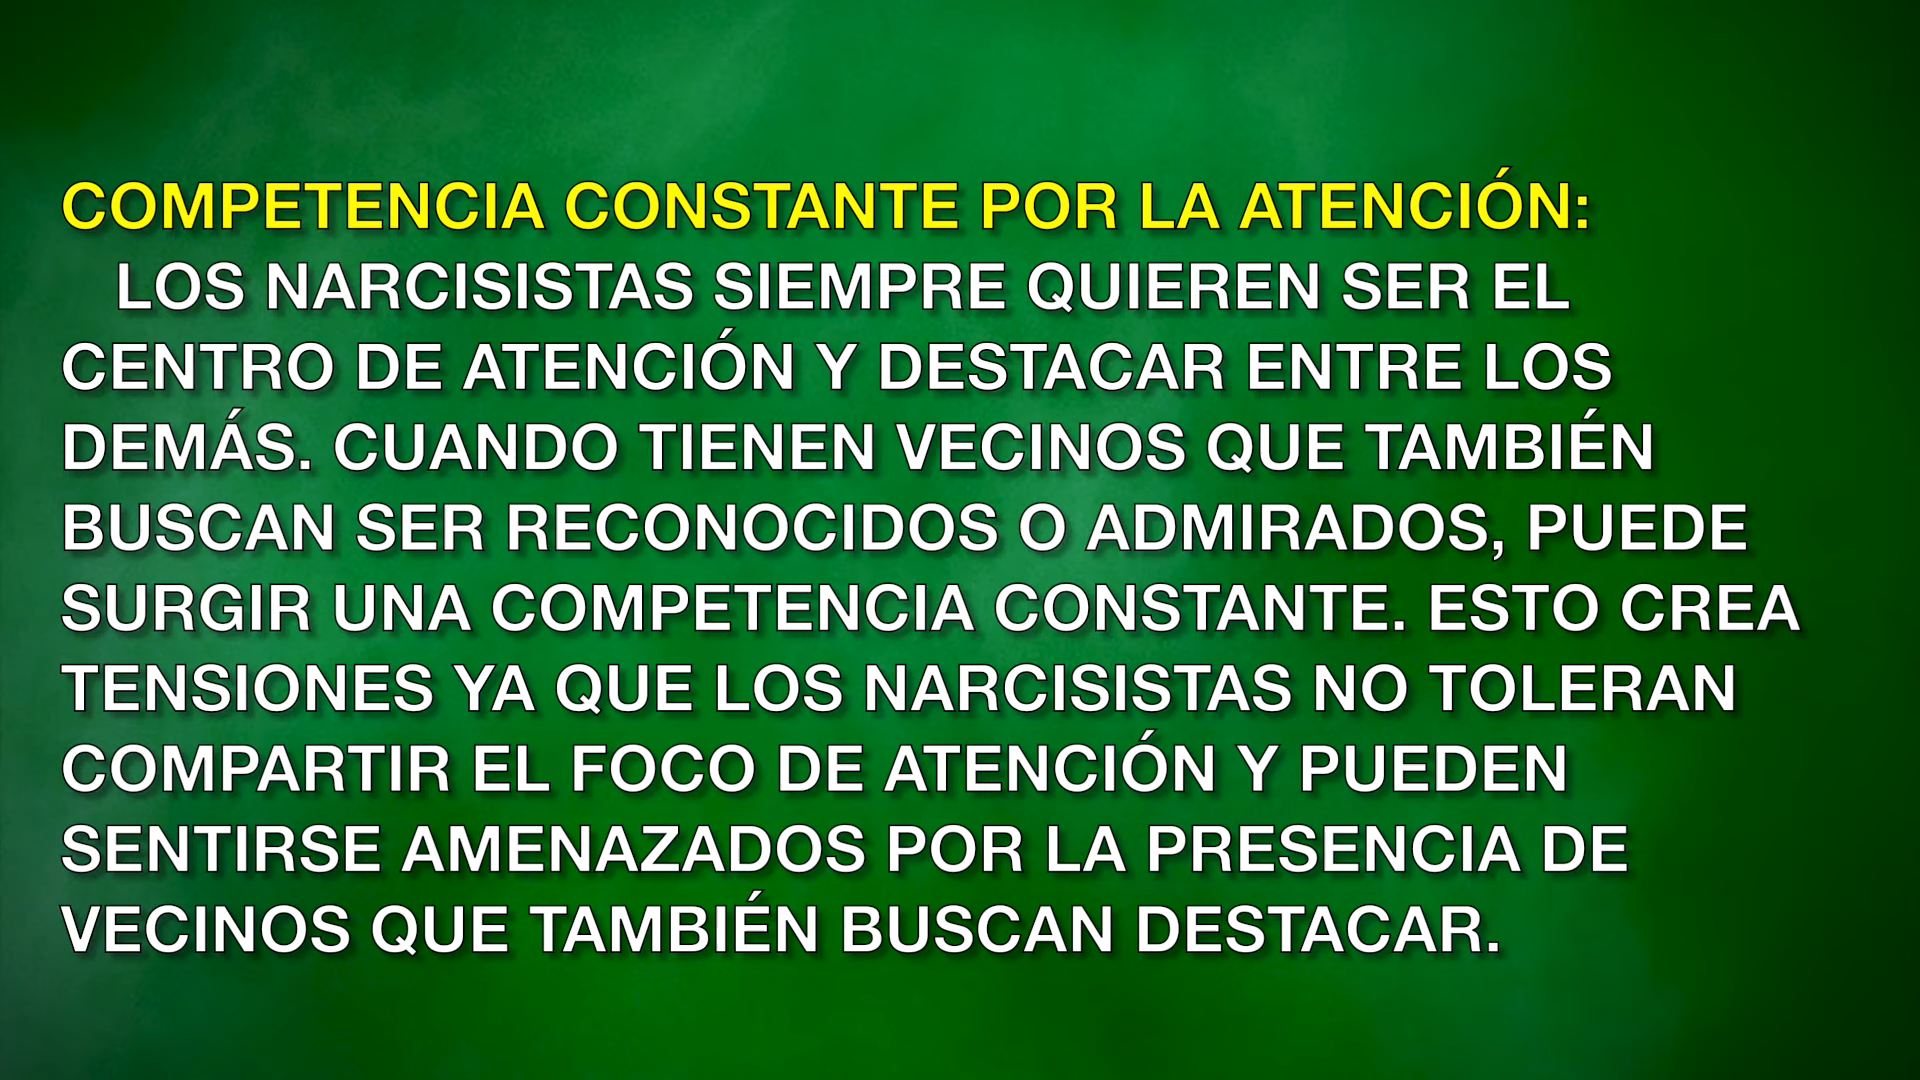 COMPETENCIA CONSTANTE POR LA ATENCIÓN:
LOS NARCISISTAS SIEMPRE QUIEREN SER EL
CENTRO DE ATENCIÓN Y DESTACAR ENTRE LOS
DEMÁS. CUANDO TIENEN VECINOS QUE TAMBIÉN
BUSCAN SER RECONOCIDOS O ADMIRADOS, PUEDE
SURGIR UNA COMPETENCIA CONSTANTE. ESTO CREA
TENSIONES YA QUE LOS NARCISISTAS NO TOLERAN
COMPARTIR EL FOCO DE ATENCIÓN Y PUEDEN
SENTIRSE AMENAZADOS POR LA PRESENCIA DE
VECINOS QUE TAMBIÉN BUSCAN DESTACAR.